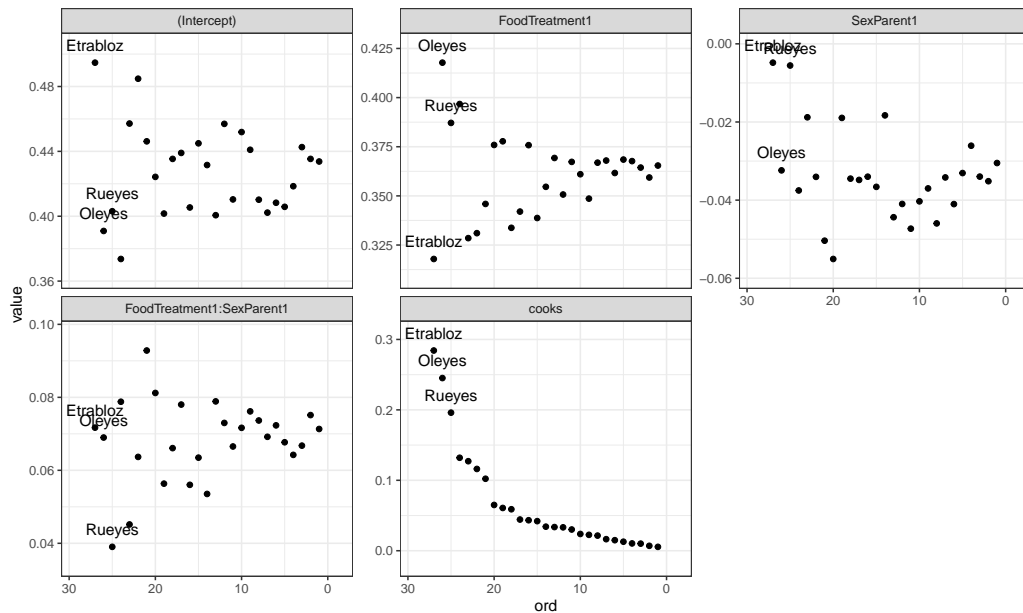 (Intercept)
FoodTreatment1
SexParent1
Etrabloz
Rueyes
Oleyes
0.48
0.44
0.40
0.36
Oleyes
Rueyes
Etrabloz
0.425
0.400
0.375
0.350
0.325
Etrabloz
Rueyes
Oleyes
0.00
−0.02
−0.04
−0.06
30
20
10
0
value
FoodTreatment1:SexParent1
cooks
Etrabloz
Oleyes
Rueyes
0.10
0.08
0.06
0.04
30
20
10
0
Etrabloz
Oleyes
Rueyes
0.3
0.2
0.1
0.0
30
20
10
0
ord